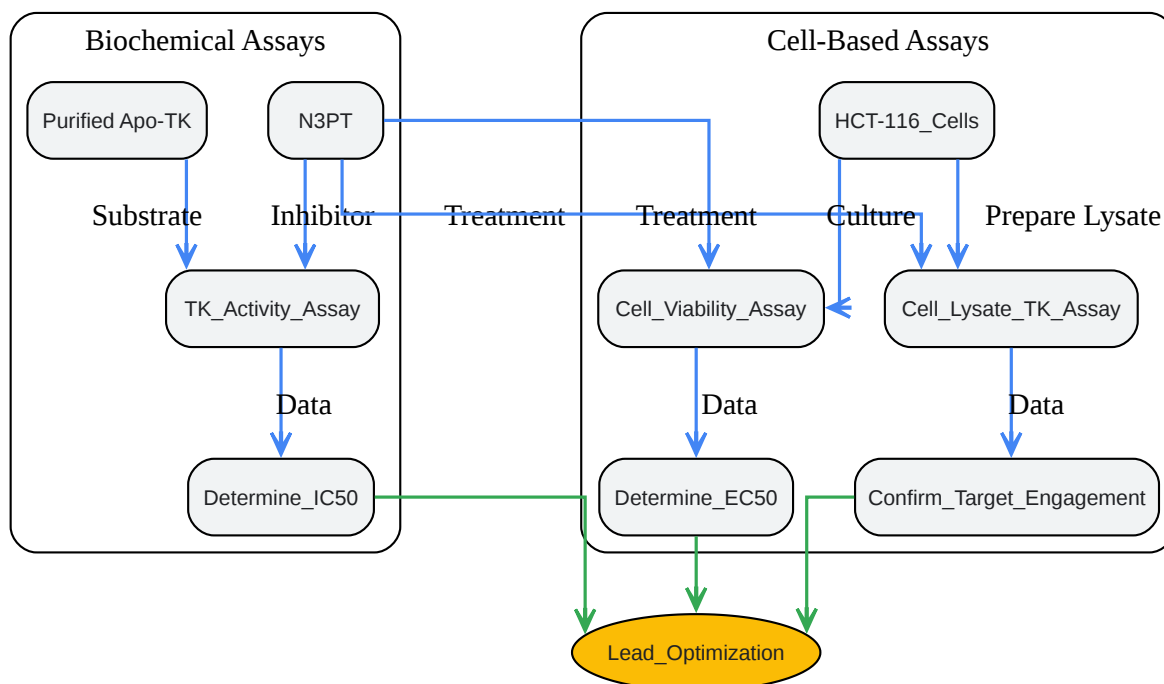 Biochemical Assays
Cell-Based Assays
Purified Apo-TK
N3PT
HCT-116_Cells
Substrate
Inhibitor
Treatment
Treatment
Culture
Prepare Lysate
TK_Activity_Assay
Cell_Viability_Assay
Cell_Lysate_TK_Assay
Data
Data
Data
Determine_IC50
Determine_EC50
Confirm_Target_Engagement
Lead_Optimization